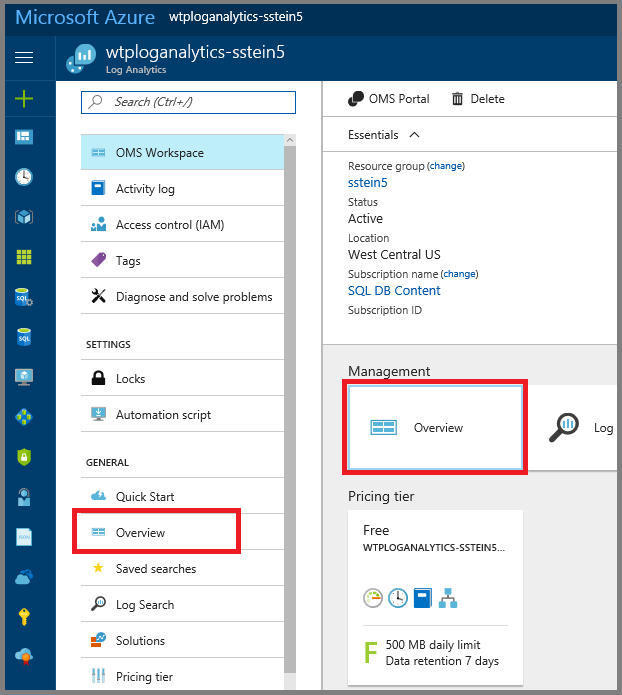 Microsoft Azure wtploganalytics-sstein5
wtploganalytics-sstein5
Log Analytics
Search (Ctrl+/)
OMS Workspace
Activity log
Access control (IAM)
Tags
Diagnose and solve problems
SETTINGS
Locks
Automation script
GENERAL
Quick Start
Overview
Saved searches
Log Search
Solutions
Pricing tier
OMS Portal
Delete
Essentials
Resource group (change)
sstein5
Status
Active
Location
West Central US
Subscription name (change)
SQL DB Content
Subscription ID
Management
Overview
Log
Pricing tier
Free
WTPLOGANALYTICS-SSTEIN5...
F 500 MB daily limit
Data retention 7 days